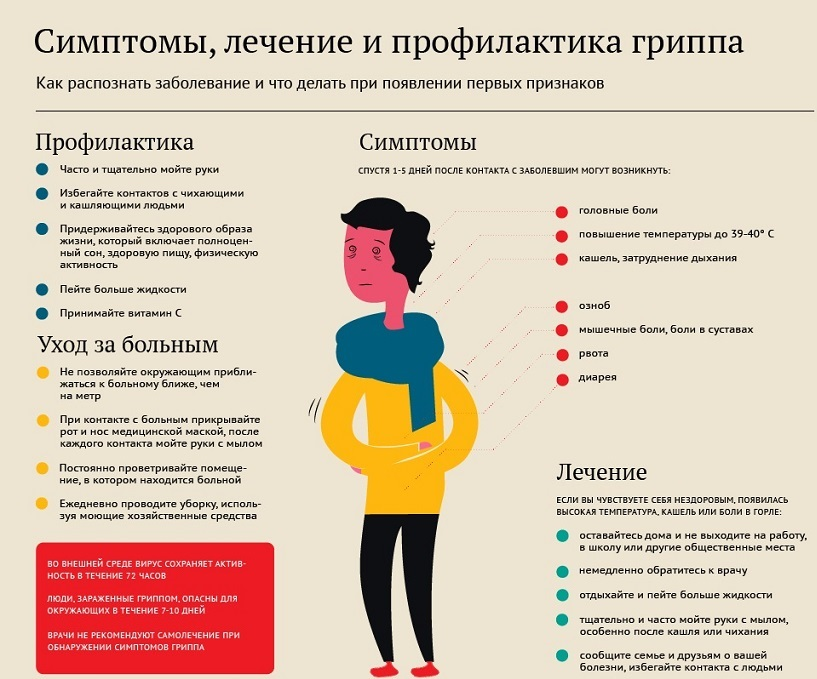 Симптомы, лечение и профилактика гриппа
Как распознать заболевание и что делать при появлении первых признаков
Профилактика
Часто и тщательно мойте руки
Избегайте контактов с чихающими
и кашляющими людьми
Придерживайтесь здорового образа
жизни, который включает полноцен-
ный сон, здоровую пищу, физическую
активность
Пейте больше жидкости
Принимайте витамин С
Уход за больным
Не позволяйте окружающим прибли-
жаться к больному ближе, чем
на метр
При контакте с больным прикрывайте
рот и нос медицинской маской, после
каждого контакта мойте руки с мылом
Постоянно проветривайте помеще-
ние, в котором находится больной
Ежедневно проводите уборку, исполь-
зуя моющие хозяйственные средства
ВО ВНЕШНЕЙ СРЕДЕ ВИРУС СОХРАНЯЕТ АКТИВ-
НОСТЬ В ТЕЧЕНИЕ 72 ЧАСОВ
ЛЮДИ, ЗАРАЖЕННЫЕ ГРИППОМ, ОПАСНЫ ДЛЯ
ОКРУЖАЮЩИХ В ТЕЧЕНИЕ 7-10 ДНЕЙ
ВРАЧИ НЕ РЕКОМЕНДУЮТ САМОЛЕЧЕНИЕ ПРИ
ОБНАРУЖЕНИИ СИМПТОМОВ ГРИППА
Симптомы
СПУСТЯ 1-5 ДНЕЙ ПОСЛЕ КОНТАКТА С ЗАБОЛЕВШИМ МОГУТ ВОЗНИКНУТЬ:
головные боли
повышение температуры до 39-40° С
кашель, затруднение дыхания
озноб
мышечные боли, боли в суставах
рвота
диарея
Лечение
ЕСЛИ ВЫ ЧУВСТВУЕТЕ СЕБЯ НЕЗДОРОВЫМ, ПОЯВИЛАСЬ
ВЫСОКАЯ ТЕМПЕРАТУРА, КАШЕЛЬ ИЛИ БОЛИ В ГОРЛЕ:
оставайтесь дома и не выходите на работу,
в школу или другие общественные места
немедленно обратитесь к врачу
отдыхайте и пейте больше жидкости
тщательно и часто мойте руки с мылом,
особенно после кашля или чихания
сообщите семье и друзьям о вашей
болезни, избегайте контакта с людьми